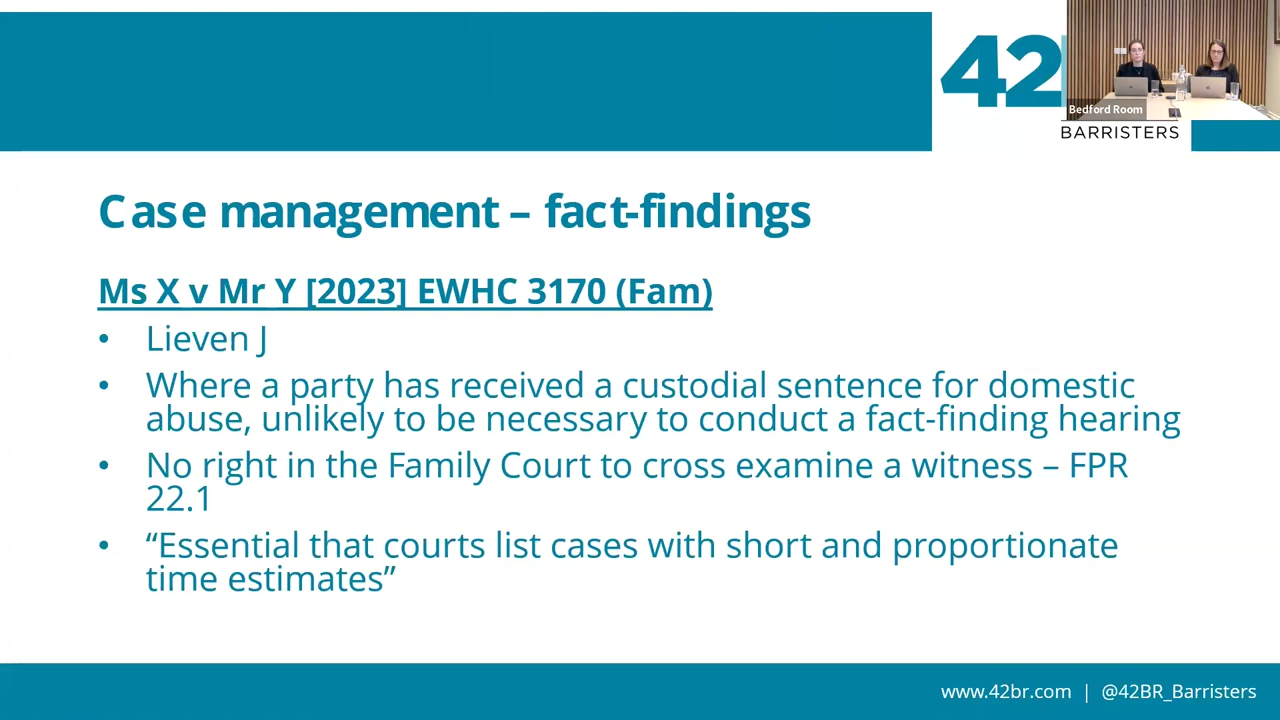 42
Bedford Room
BARRISTERS
Case management – fact-findings
Ms X v Mr Y [2023] EWHC 3170 (Fam)
• Lieven J
• Where a party has received a custodial sentence for domestic
abuse, unlikely to be necessary to conduct a fact-finding hearing
• No right in the Family Court to cross examine a witness – FPR
22.1
• “Essential that courts list cases with short and proportionate
time estimates”
www.42br.com | @42BR_Barristers